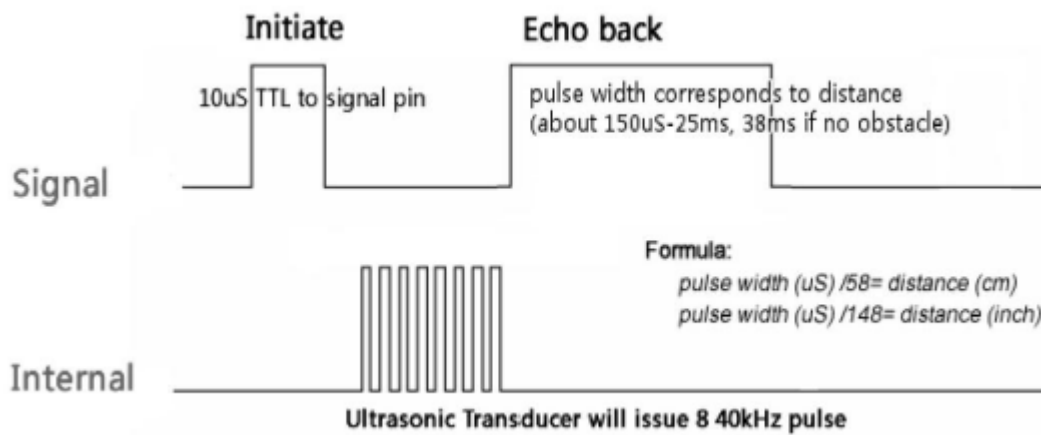 Initiate
Echo back
10uS TTL to signal pin
pulse width corresponds to distance
(about 150uS-25ms, 38ms if no obstacle)
Signal
Formula:
pulse width (uS) /58= distance (cm)
pulse width (uS) /148= distance (inch)
Internal
Ultrasonic Transducer will issue 8 40kHz pulse